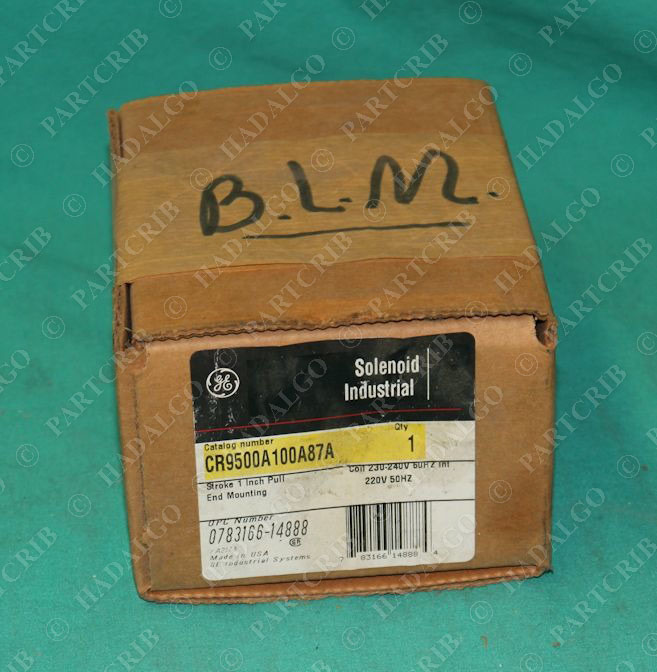 B.L.M.
GE
Solenoid
Industrial
Catalog number
Qty
CR9500A100A87A 1
Stroke 1 Inch Pull
End Mounting
Coil 230-240V 60HZ Int
220V 50HZ
UPC Number
0783166-14888
Made in USA
GE Industrial Systems
7 83166 14888 4
© PARTCRIB
© HADALGO